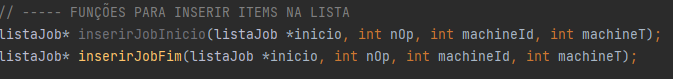 // ----- FUNÇÕES PARA INSERIR ITEMS NA LISTA
listaJob* inserirJobInicio(listaJob *inicio, int nOp, int machineId, int machineT);
listaJob* inserirJobFim(listaJob *inicio, int nOp, int machineId, int machineT);